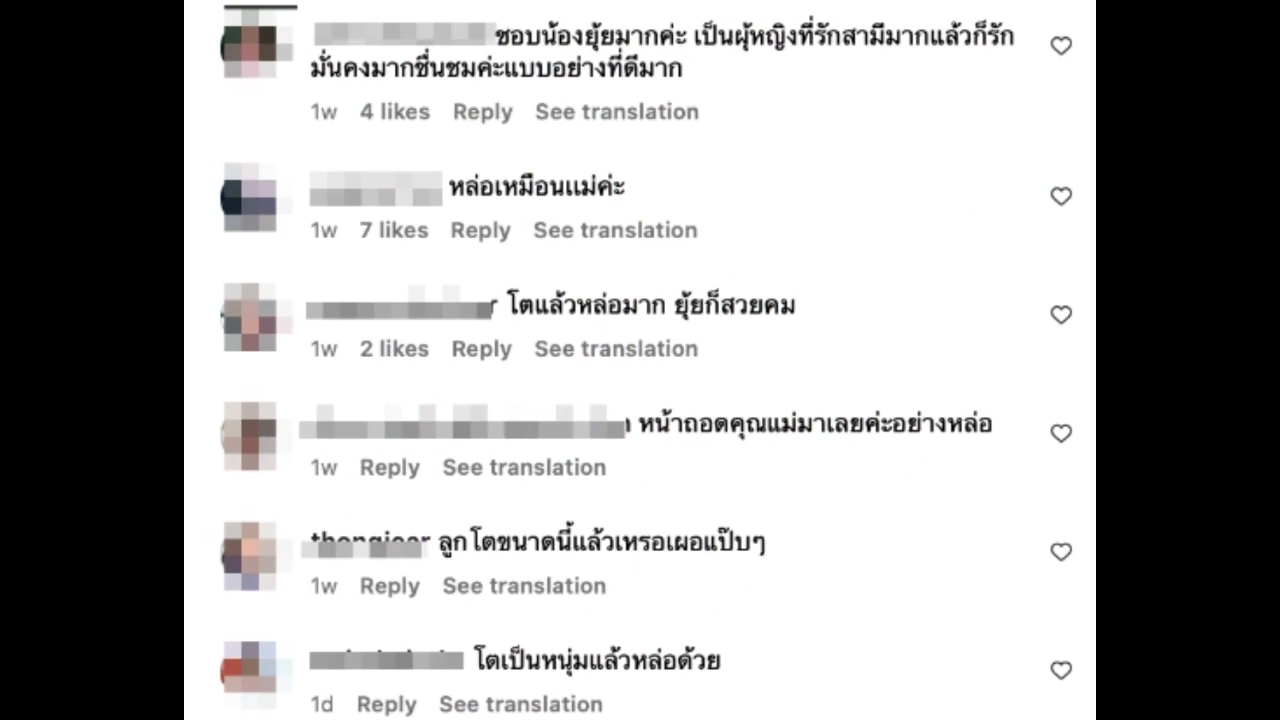 ชอบน้องยุ้ยมากค่ะ เป็นผุ้หญิงที่รักสามีมากแล้วก็รัก
มั่นคงมากชื่นชมค่ะแบบอย่างที่ดีมาก
1w 4 likes Reply See translation
หล่อเหมือนแม่ค่ะ
1w 7 likes Reply See translation
โตแล้วหล่อมาก ยุ้ยก็สวยคม
1w 2 likes Reply See translation
หน้าถอดคุณแม่มาเลยค่ะอย่างหล่อ
1w Reply See translation
ลูกโตขนาดนี้แล้วเหรอเผอแป๊บๆ
1w Reply See translation
โตเป็นหนุ่มแล้วหล่อด้วย
1d Reply See translation